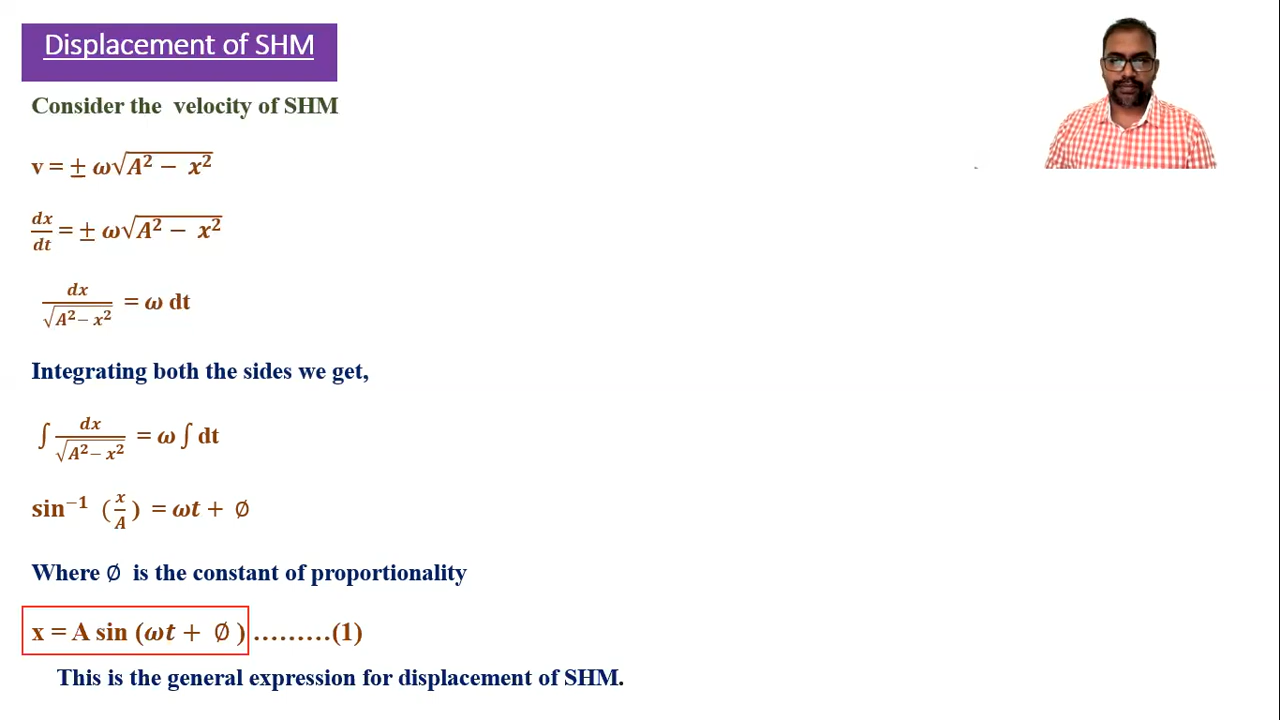 Displacement of SHM
Consider the velocity of SHM
v = ± ω√(A² − x²)
dx/dt = ± ω√(A² − x²)
dx/√(A² − x²) = ω dt
Integrating both the sides we get,
∫ dx/√(A² − x²) = ω ∫ dt
sin⁻¹ (x/A) = ωt + ∅
Where ∅ is the constant of proportionality
x = A sin (ωt + ∅ ) ………(1)
This is the general expression for displacement of SHM.